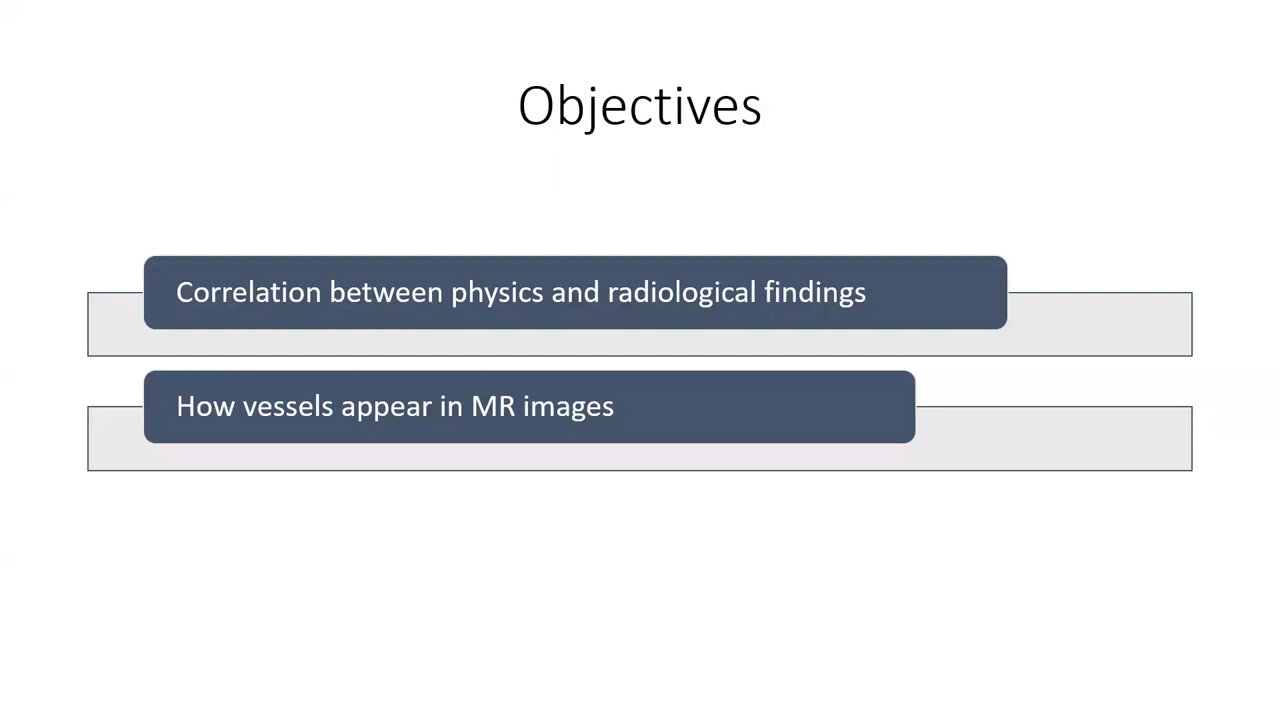 Objectives
Correlation between physics and radiological findings
How vessels appear in MR images